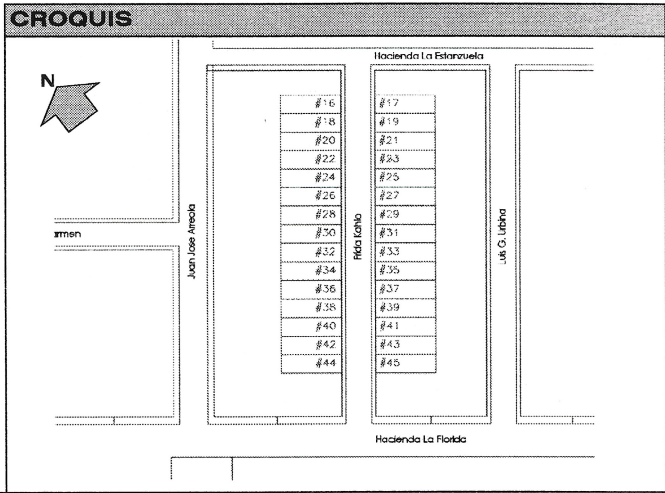 CROQUIS
Hacienda La Estanzuela
N
#16 #17
#18 #19
#20 #21
#22 #23
#24 #25
#26 #27
#28 #29
#30 #31
#32 #33
#34 #35
#36 #37
#38 #39
#40 #41
#42 #43
#44 #45
Juan Jose Arreola
Frida Kahlo
Luis G. Urbina
armen
Hacienda La Florida